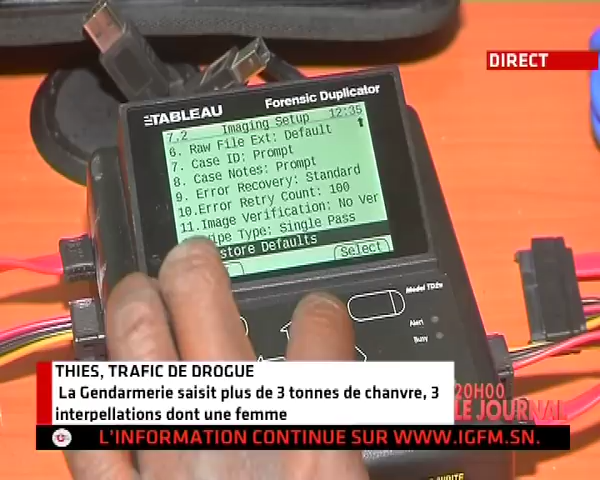 DIRECT
TABLEAU
Forensic Duplicator
7.2 Imaging Setup 12:35
6. Raw File Ext: Default
7. Case ID: Prompt
8. Case Notes: Prompt
9. Error Recovery: Standard
10.Error Retry Count: 100
11.Image Verification: No Ver
Wipe Type: Single Pass
store Defaults
Select
Model TD2u
Alert
Busy
THIES, TRAFIC DE DROGUE
La Gendarmerie saisit plus de 3 tonnes de chanvre, 3
interpellations dont une femme
20H00
LE JOURNAL
L'INFORMATION CONTINUE SUR WWW.IGFM.SN.